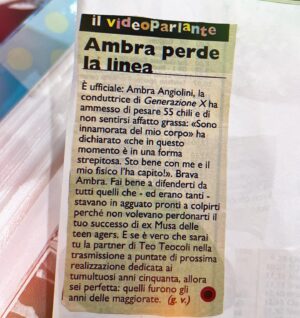 il videoParlante
Ambra perde
la linea
È ufficiale: Ambra Angiolini, la
conduttrice di Generazione X ha
ammesso di pesare 55 chili e di
non sentirsi affatto grassa: «Sono
innamorata del mio corpo» ha
dichiarato «che in questo
momento è in una forma
strepitosa. Sto bene con me e il
mio fisico l'ha capito!». Brava
Ambra. Fai bene a difenderti da
tutti quelli che - ed erano tanti -
stavano in agguato pronti a colpirti
perché non volevano perdonarti il
tuo successo di ex Musa delle
teen agers. E se è vero che sarai
tu la partner di Teo Teocoli nella
trasmissione a puntate di prossima
realizzazione dedicata ai
tumultuosi anni cinquanta, allora
sei perfetta: quelli furono gli
anni delle maggiorate. (g. v.)